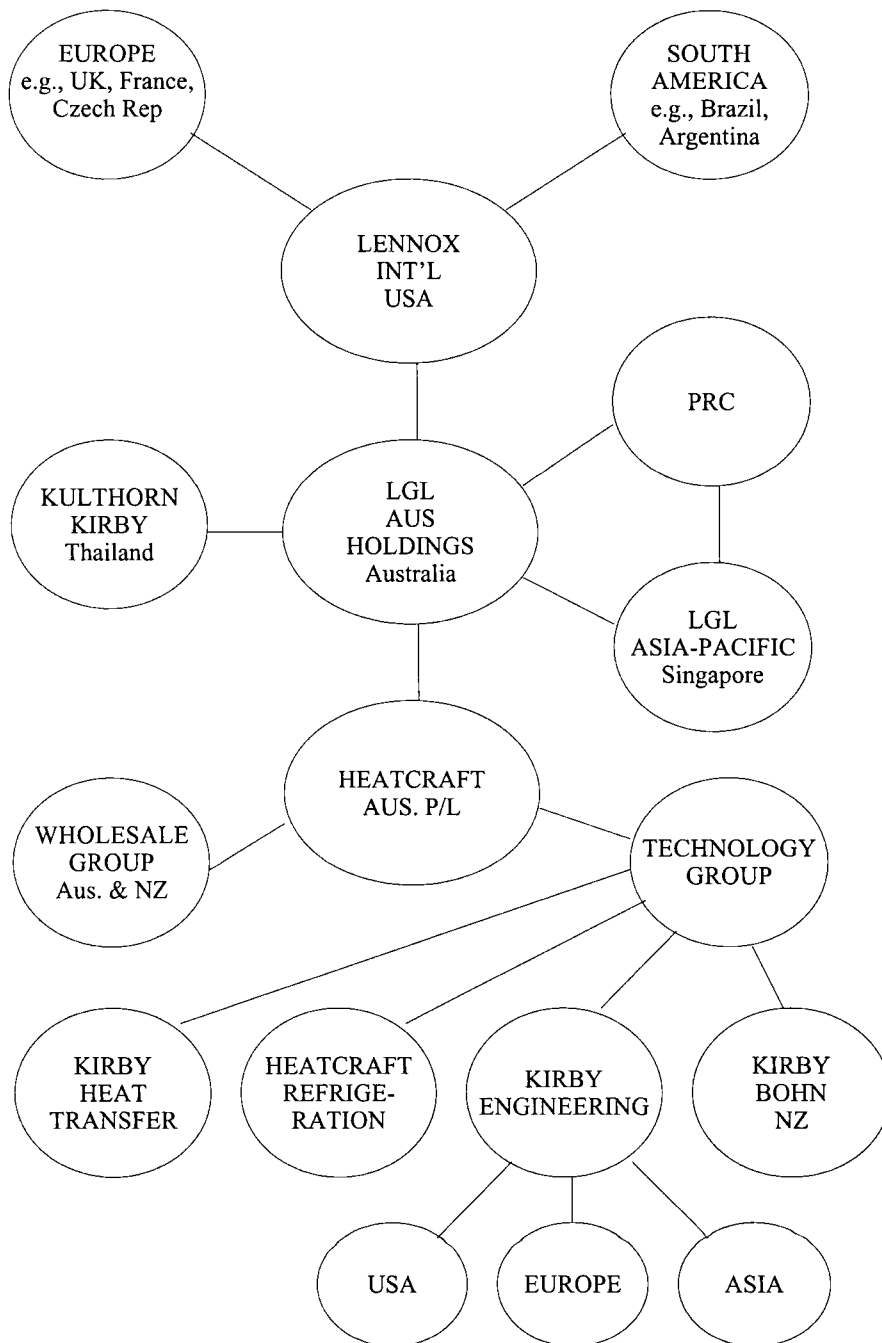 EUROPE
e.g., UK, France,
Czech Rep
SOUTH
AMERICA
e.g., Brazil,
Argentina
LENNOX
INT'L
USA
PRC
KULTHORN
KIRBY
Thailand
LGL
AUS
HOLDINGS
Australia
LGL
ASIA-PACIFIC
Singapore
HEATCRAFT
AUS. P/L
WHOLESALE
GROUP
Aus. & NZ
TECHNOLOGY
GROUP
KIRBY
HEAT
TRANSFER
HEATCRAFT
REFRIGE-
RATION
KIRBY
ENGINEERING
KIRBY
BOHN
NZ
USA
EUROPE
ASIA